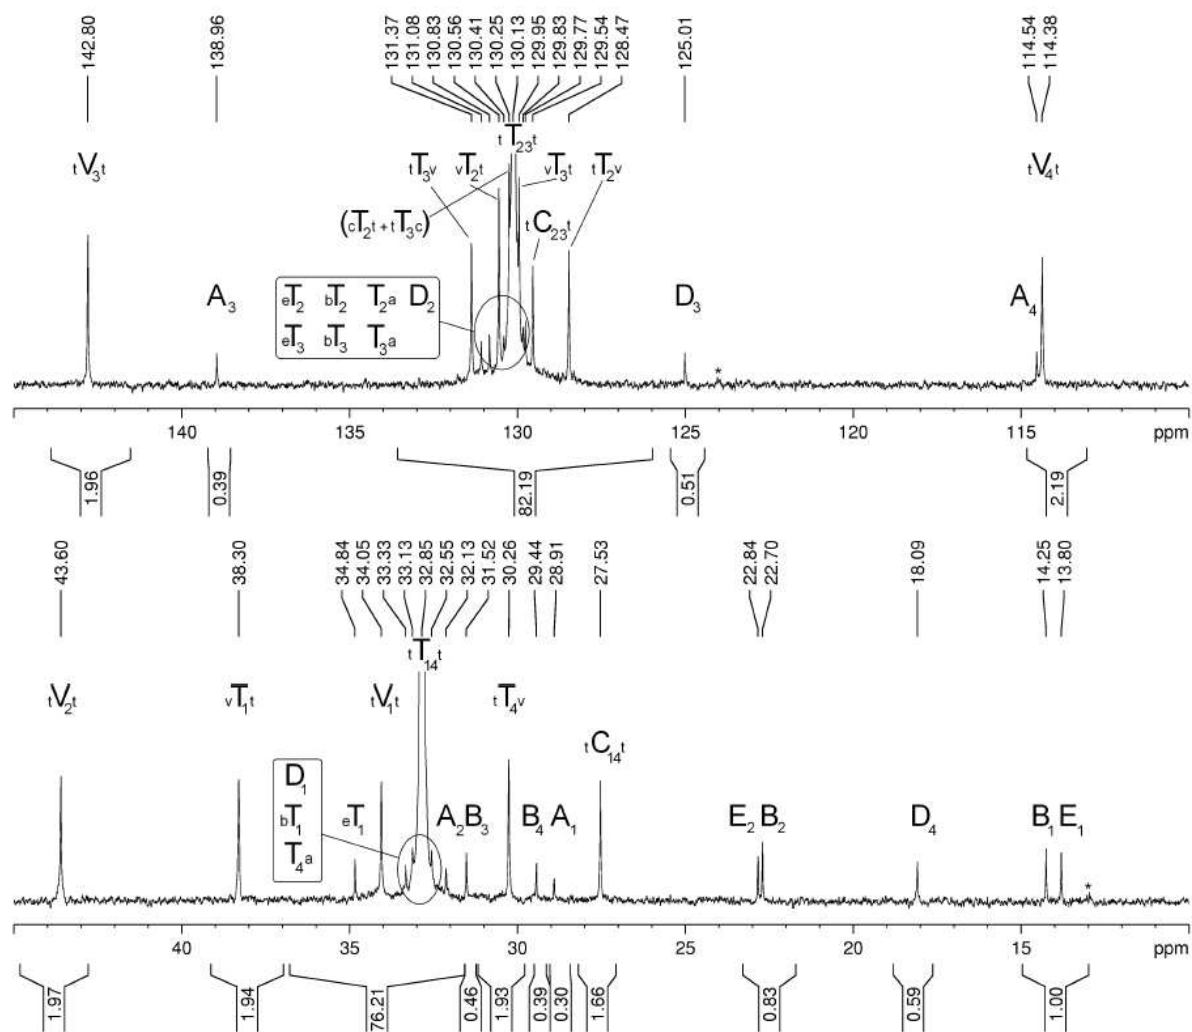 142.80 138.96 131.37 131.08 130.83 130.56 130.41 130.25 130.13 129.95 129.83 129.77 129.54 128.47 125.01 114.54 114.38
tT23t
tV3t tT3v vT2t vT3t tT2v tV4t
(cT2t + tT3c) tC23t
A3 eT2 bT2 T2a D2 D3 A4
eT3 bT3 T3a
*
140 135 130 125 120 115 ppm
1.96 0.39 82.19 0.51 2.19
43.60 38.30 34.84 34.05 33.33 33.13 32.85 32.55 32.13 31.52 30.26 29.44 28.91 27.53 22.84 22.70 18.09 14.25 13.80
tT14t
tV2t vT1t tV1t tT4v
tC14t
D1
bT1 eT1 A2 B3 B4 A1 E2 B2 D4 B1 E1
T4a
*
40 35 30 25 20 15 ppm
1.97 1.94 76.21 0.46 1.93 0.39 0.30 1.66 0.83 0.59 1.00